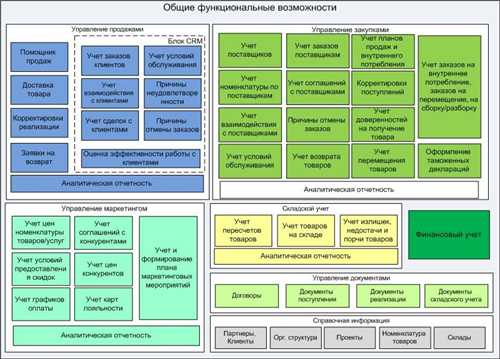 Общие функциональные возможности
Управление продажами
Блок CRM
Помощник
продаж
Доставка
товара
Корректировки
реализации
Заявки на
возврат
Учет заказов
клиентов
Учет условий
обслуживания
Учет
взаимодействия
с клиентами
Причины
неудовлетворе
нности
Учет сделок с
клиентами
Причины
отмены заказов
Оценка эффективности работы с
клиентами
Аналитическая отчетность
Управление закупками
Учет
поставщиков
Учет заказов
поставщикам
Учет планов
продаж и
внутреннего
потребления
Учет заказов на
внутреннее
потребление,
заказов на
перемещение, на
сборку/разборку
Учет
номенклатуры по
поставщикам
Учет соглашений
с поставщиками
Корректировки
поступлений
Учет
взаимодействия
с поставщиками
Причины отмены
заказов
Учет
доверенностей
на получение
товара
Учет условий
обслуживания
Учет возврата
товаров
Учет
перемещения
товаров
Оформление
таможенных
деклараций
Аналитическая отчетность
Управление маркетингом
Учет цен
номенклатуры
товаров/услуг
Учет
соглашений с
конкурентами
Учет и
формирование
плана
маркетинговых
мероприятий
Учет условий
предоставлени
я скидок
Учет цен
конкурентов
Учет графиков
оплаты
Учет карт
лояльности
Аналитическая отчетность
Складской учет
Учет
пересчетов
товаров
Учет товаров
на складе
Учет излишек,
недостачи и
порчи товаров
Аналитическая отчетность
Финансовый учет
Управление документами
Договоры
Документы
поступления
Документы
реализации
Документы
складского учета
Справочная информация
Партнеры,
Клиенты
Орг. структура
Проекты
Номенклатура
товаров
Склады